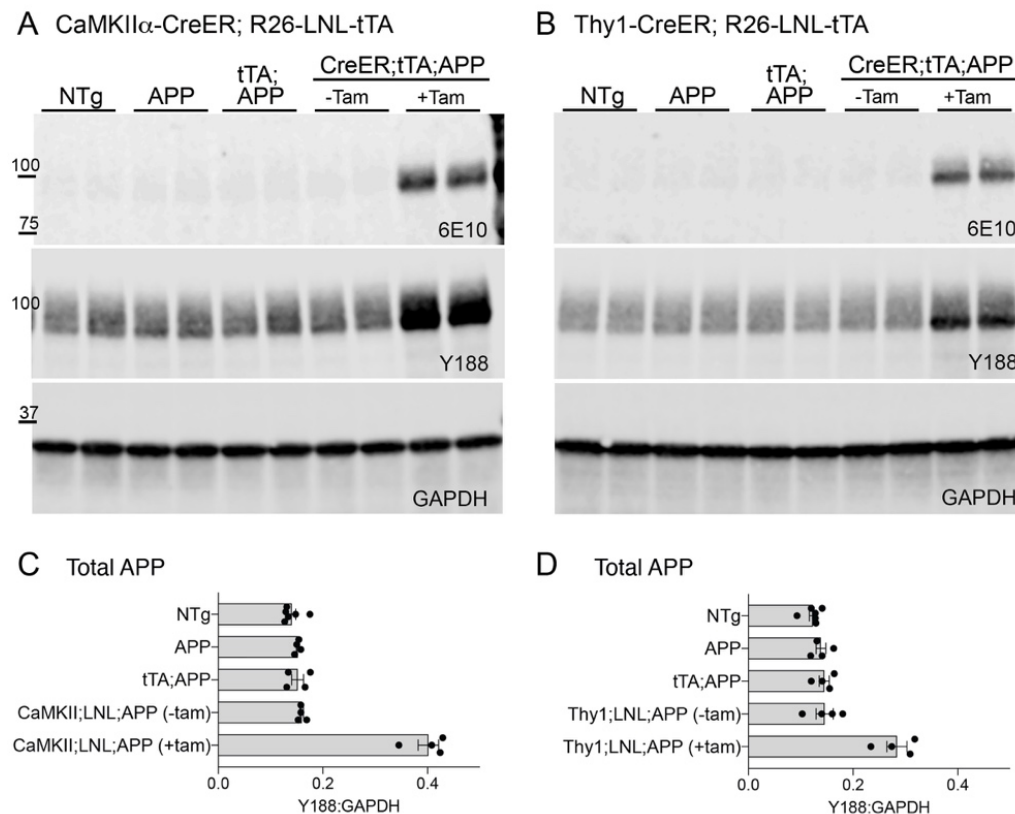 A CaMKIIα-CreER; R26-LNL-tTA
NTg
APP
tTA;
APP
CreER;tTA;APP
-Tam
+Tam
100
75
6E10
100
Y188
37
GAPDH
B Thy1-CreER; R26-LNL-tTA
NTg
APP
tTA;
APP
CreER;tTA;APP
-Tam
+Tam
6E10
Y188
GAPDH
C Total APP
NTg
APP
tTA;APP
CaMKII;LNL;APP (-tam)
CaMKII;LNL;APP (+tam)
0.0 0.2 0.4
Y188:GAPDH
D Total APP
NTg
APP
tTA;APP
Thy1;LNL;APP (-tam)
Thy1;LNL;APP (+tam)
0.0 0.2 0.4
Y188:GAPDH